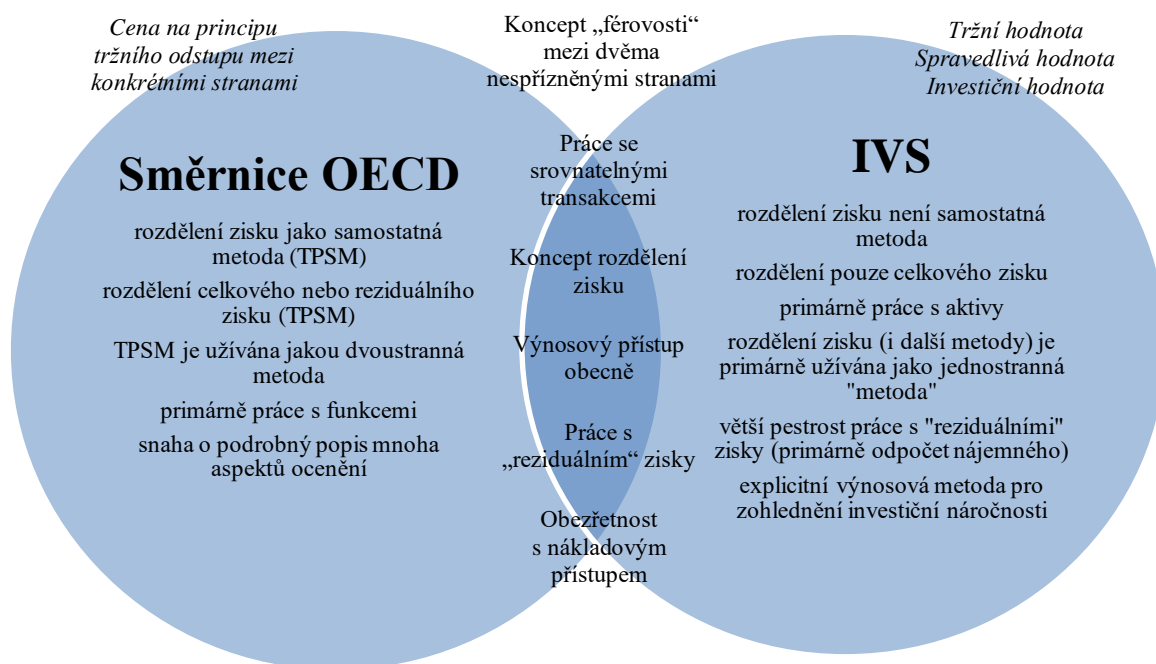 Cena na principu
tržního odstupu mezi
konkrétními stranami
Směrnice OECD
rozdělení zisku jako samostatná
metoda (TPSM)
rozdělení celkového nebo reziduálního
zisku (TPSM)
TPSM je užívána jakou dvoustranná
metoda
primárně práce s funkcemi
snaha o podrobný popis mnoha
aspektů ocenění
Koncept „férovosti“
mezi dvěma
nespřízněnými stranami
Práce se
srovnatelnými
transakcemi
Koncept rozdělení
zisku
Výnosový přístup
obecně
Práce s
„reziduálním“ zisky
Obezřetnost
s nákladovým
přístupem
Tržní hodnota
Spravedlivá hodnota
Investiční hodnota
IVS
rozdělení zisku není samostatná
metoda
rozdělení pouze celkového zisku
primárně práce s aktivy
rozdělení zisku (i další metody) je
primárně užívána jako jednostranná
"metoda"
větší pestrost práce s "reziduálními"
zisky (primárně odpočet nájemného)
explicitní výnosová metoda pro
zohlednění investiční náročnosti